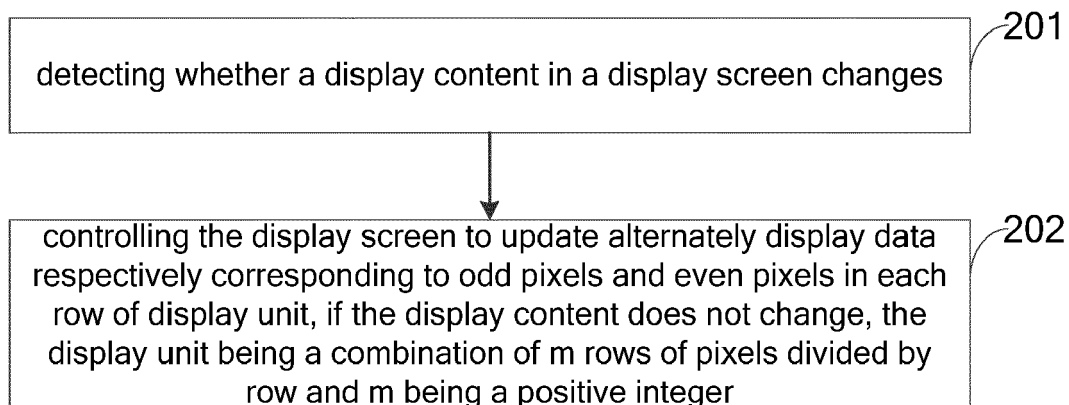 201
detecting whether a display content in a display screen changes
202
controlling the display screen to update alternately display data
respectively corresponding to odd pixels and even pixels in each
row of display unit, if the display content does not change, the
display unit being a combination of m rows of pixels divided by
row and m being a positive integer